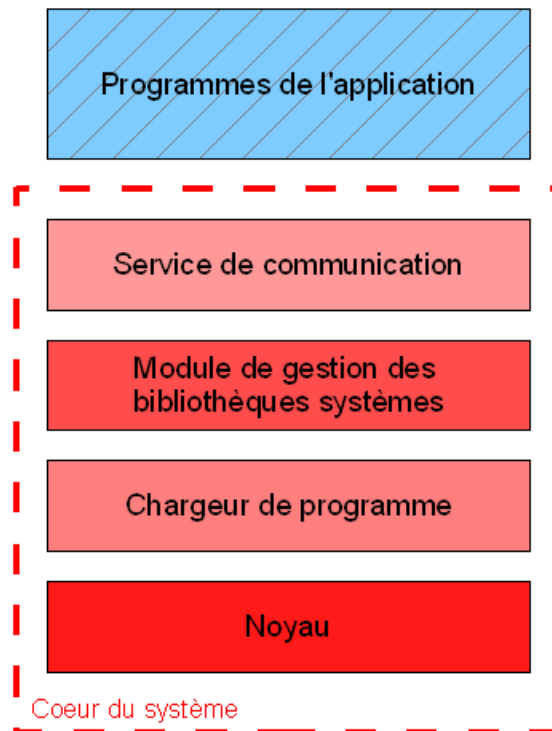 Programmes de l'application
Service de communication
Module de gestion des
bibliothèques systèmes
Chargeur de programme
Noyau
Coeur du système